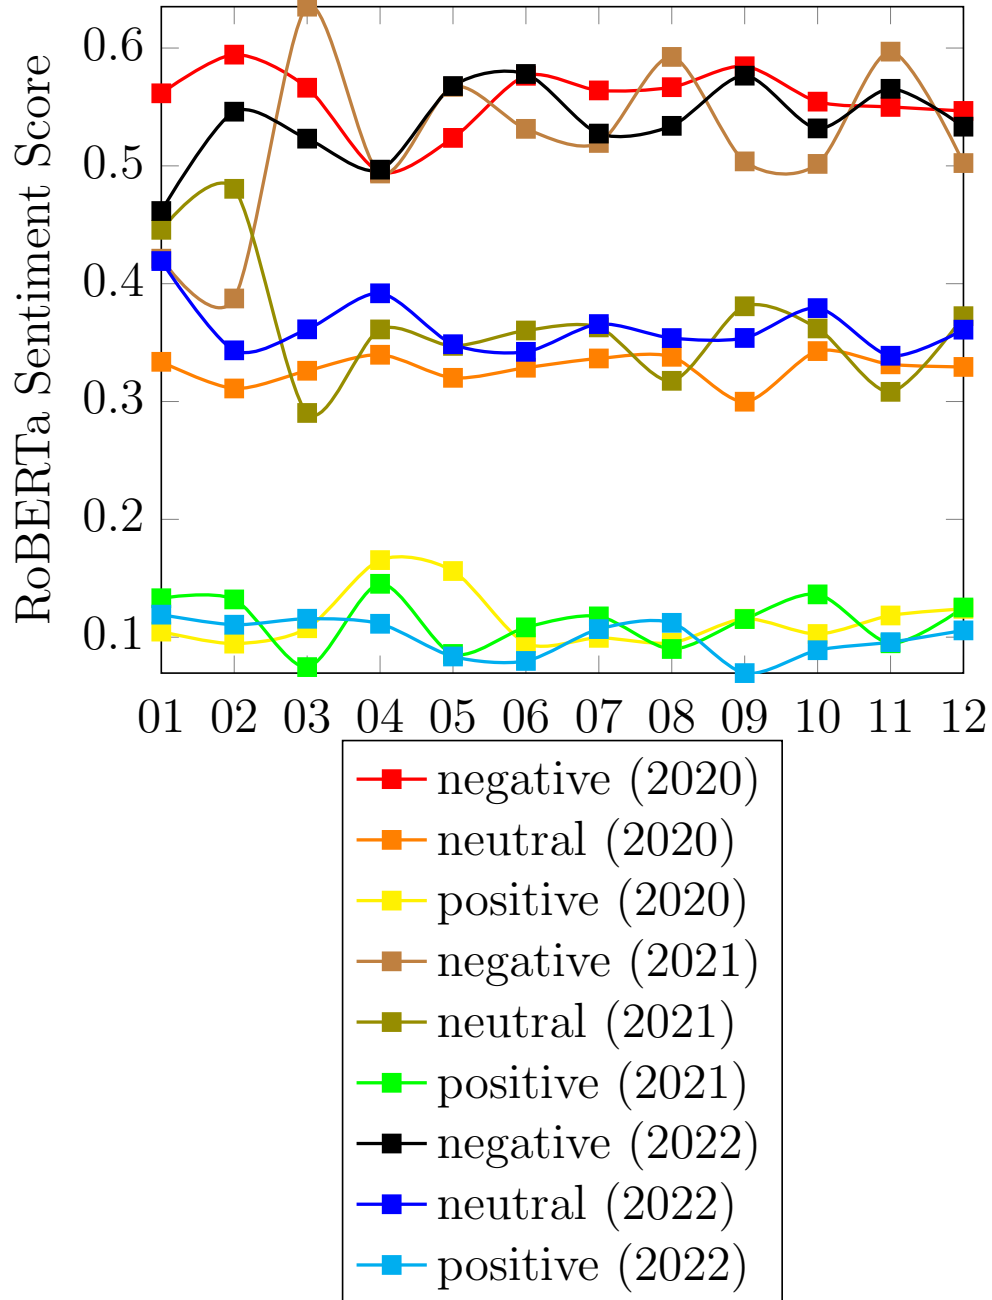 RoBERTa Sentiment Score
0.6
0.5
0.4
0.3
0.2
0.1
01 02 03 04 05 06 07 08 09 10 11 12
negative (2020)
neutral (2020)
positive (2020)
negative (2021)
neutral (2021)
positive (2021)
negative (2022)
neutral (2022)
positive (2022)